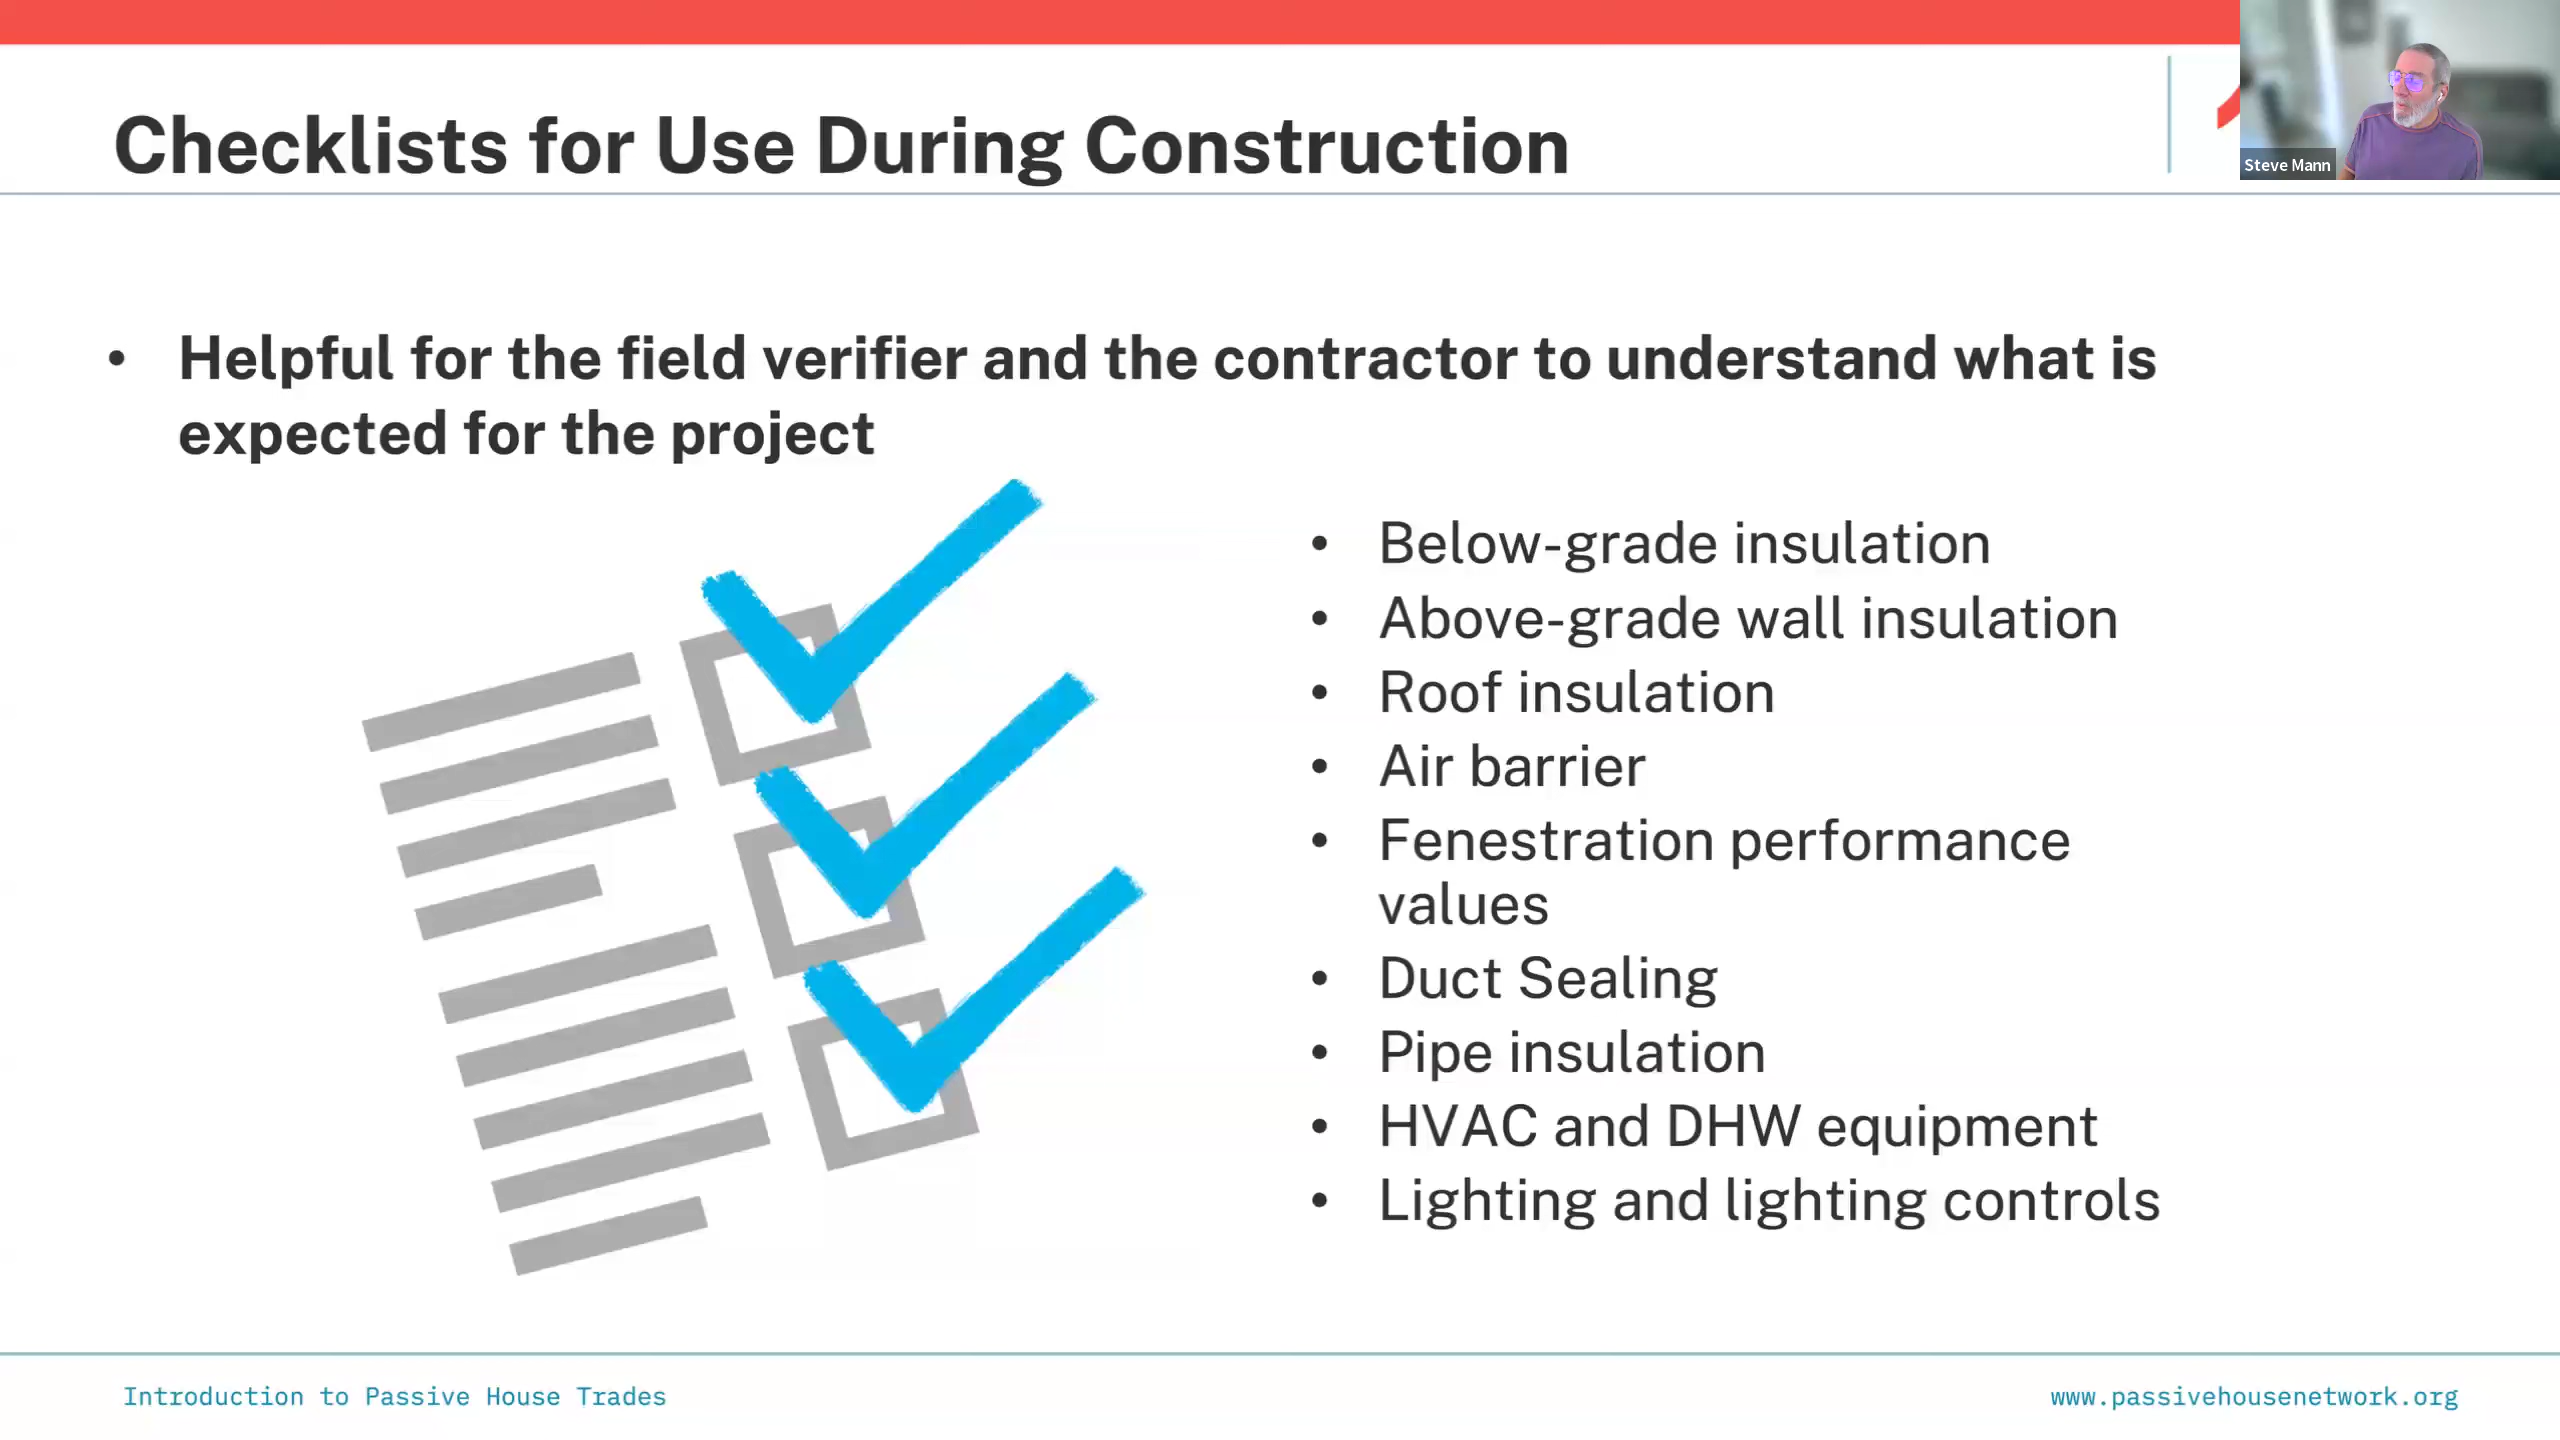 Checklists for Use During Construction
Steve Mann
• Helpful for the field verifier and the contractor to understand what is
expected for the project
• Below-grade insulation
• Above-grade wall insulation
• Roof insulation
• Air barrier
• Fenestration performance
values
• Duct Sealing
• Pipe insulation
• HVAC and DHW equipment
• Lighting and lighting controls
Introduction to Passive House Trades
www.passivehousenetwork.org